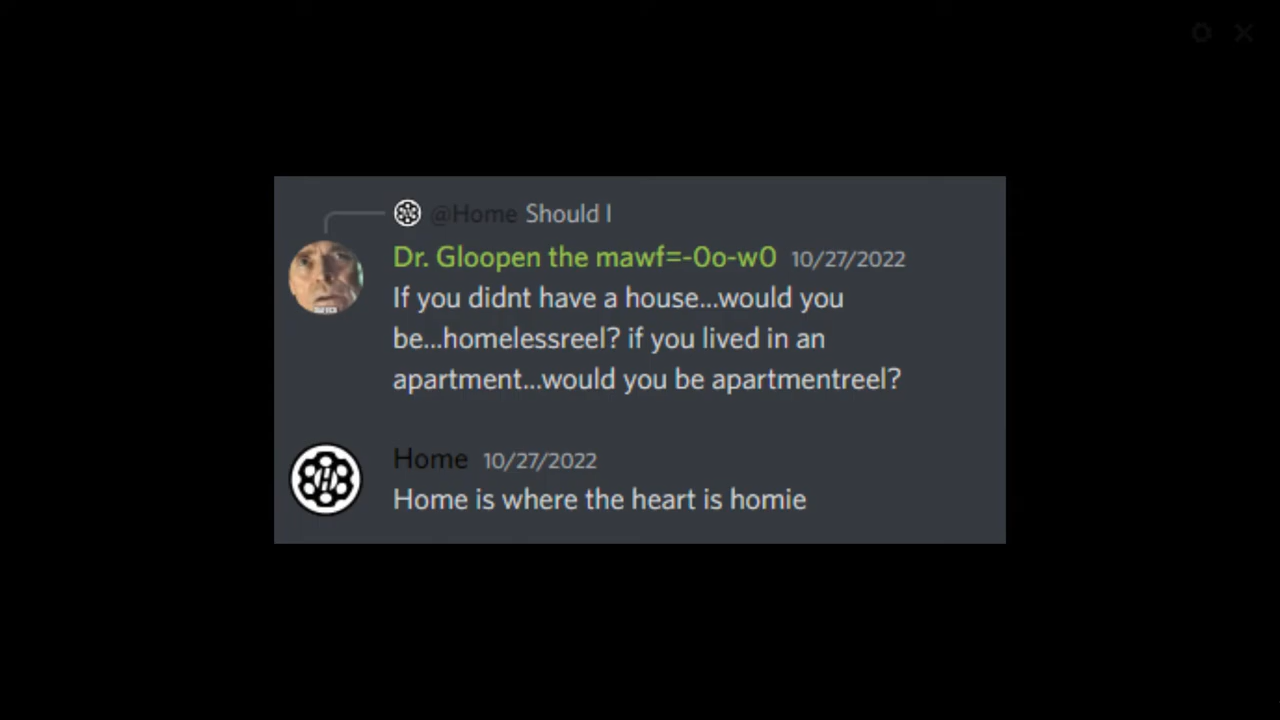 @Home Should I
Dr. Gloopen the mawf=-0o-w0 10/27/2022
If you didnt have a house...would you
be...homelessreel? if you lived in an
apartment...would you be apartmentreel?
Home 10/27/2022
Home is where the heart is homie